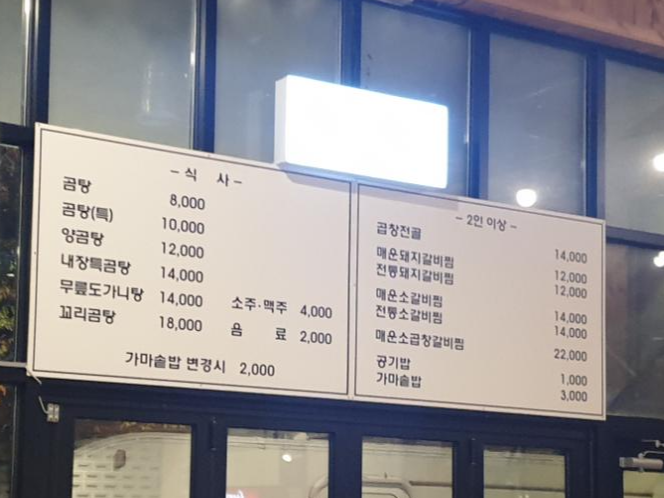 - 식 사 -
곰탕 8,000
곰탕(특) 10,000
양곰탕 12,000
내장특곰탕 14,000
무릎도가니탕 14,000
꼬리곰탕 18,000
소주·맥주 4,000
음 료 2,000
가마솥밥 변경시 2,000
- 2인 이상 -
곱창전골 14,000
매운돼지갈비찜 12,000
전통돼지갈비찜 12,000
매운소갈비찜 14,000
전통소갈비찜 14,000
매운소곱창갈비찜 22,000
공기밥 1,000
가마솥밥 3,000